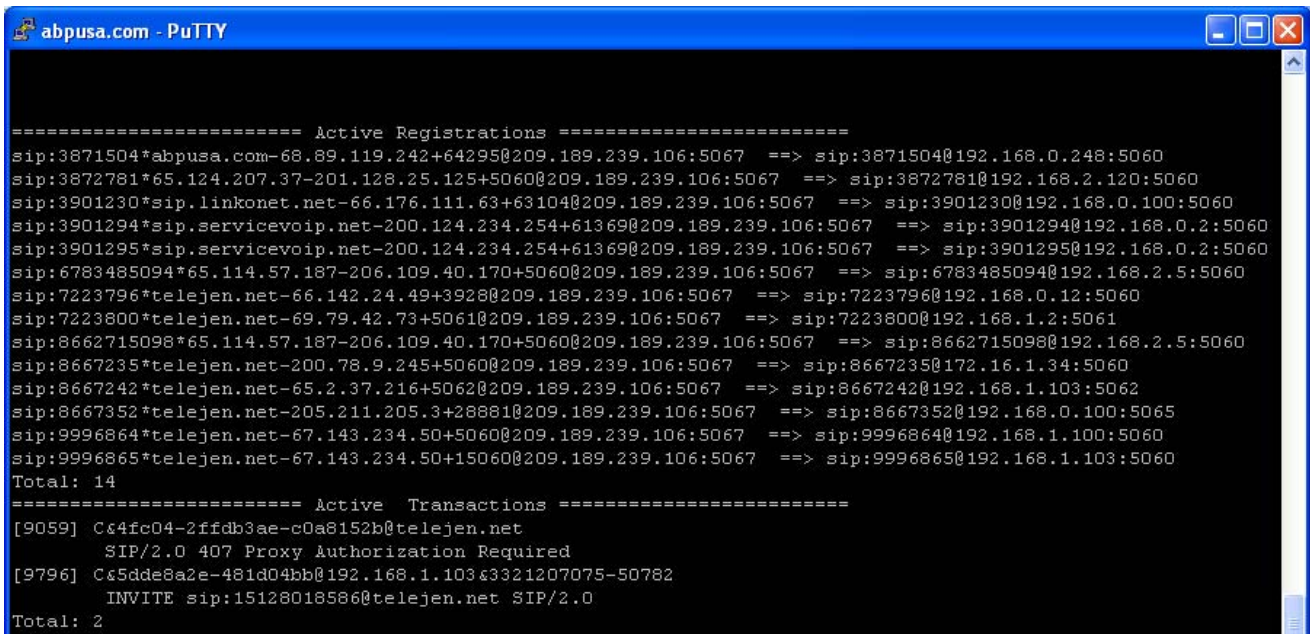 abpusa.com - PuTTY
========================= Active Registrations =========================
sip:3871504*abpusa.com-68.89.119.242+64295@209.189.239.106:5067  ==> sip:3871504@192.168.0.248:5060
sip:3872781*65.124.207.37-201.128.25.125+5060@209.189.239.106:5067  ==> sip:3872781@192.168.2.120:5060
sip:3901230*sip.linkonet.net-66.176.111.63+63104@209.189.239.106:5067  ==> sip:3901230@192.168.0.100:5060
sip:3901294*sip.servicevoip.net-200.124.234.254+61369@209.189.239.106:5067  ==> sip:3901294@192.168.0.2:5060
sip:3901295*sip.servicevoip.net-200.124.234.254+61369@209.189.239.106:5067  ==> sip:3901295@192.168.0.2:5060
sip:6783485094*65.114.57.187-206.109.40.170+5060@209.189.239.106:5067  ==> sip:6783485094@192.168.2.5:5060
sip:7223796*telejen.net-66.142.24.49+3928@209.189.239.106:5067  ==> sip:7223796@192.168.0.12:5060
sip:7223800*telejen.net-69.79.42.73+5061@209.189.239.106:5067  ==> sip:7223800@192.168.1.2:5061
sip:8662715098*65.114.57.187-206.109.40.170+5060@209.189.239.106:5067  ==> sip:8662715098@192.168.2.5:5060
sip:8667235*telejen.net-200.78.9.245+5060@209.189.239.106:5067  ==> sip:8667235@172.16.1.34:5060
sip:8667242*telejen.net-65.2.37.216+5062@209.189.239.106:5067  ==> sip:8667242@192.168.1.103:5062
sip:8667352*telejen.net-205.211.205.3+28881@209.189.239.106:5067  ==> sip:8667352@192.168.0.100:5065
sip:9996864*telejen.net-67.143.234.50+5060@209.189.239.106:5067  ==> sip:9996864@192.168.1.100:5060
sip:9996865*telejen.net-67.143.234.50+15060@209.189.239.106:5067  ==> sip:9996865@192.168.1.103:5060
Total: 14
========================= Active  Transactions =========================
[9059] C&4fc04-2ffdb3ae-c0a8152b@telejen.net
SIP/2.0 407 Proxy Authorization Required
[9796] C&5dde8a2e-481d04bb@192.168.1.103&3321207075-50782
INVITE sip:15128018586@telejen.net SIP/2.0
Total: 2